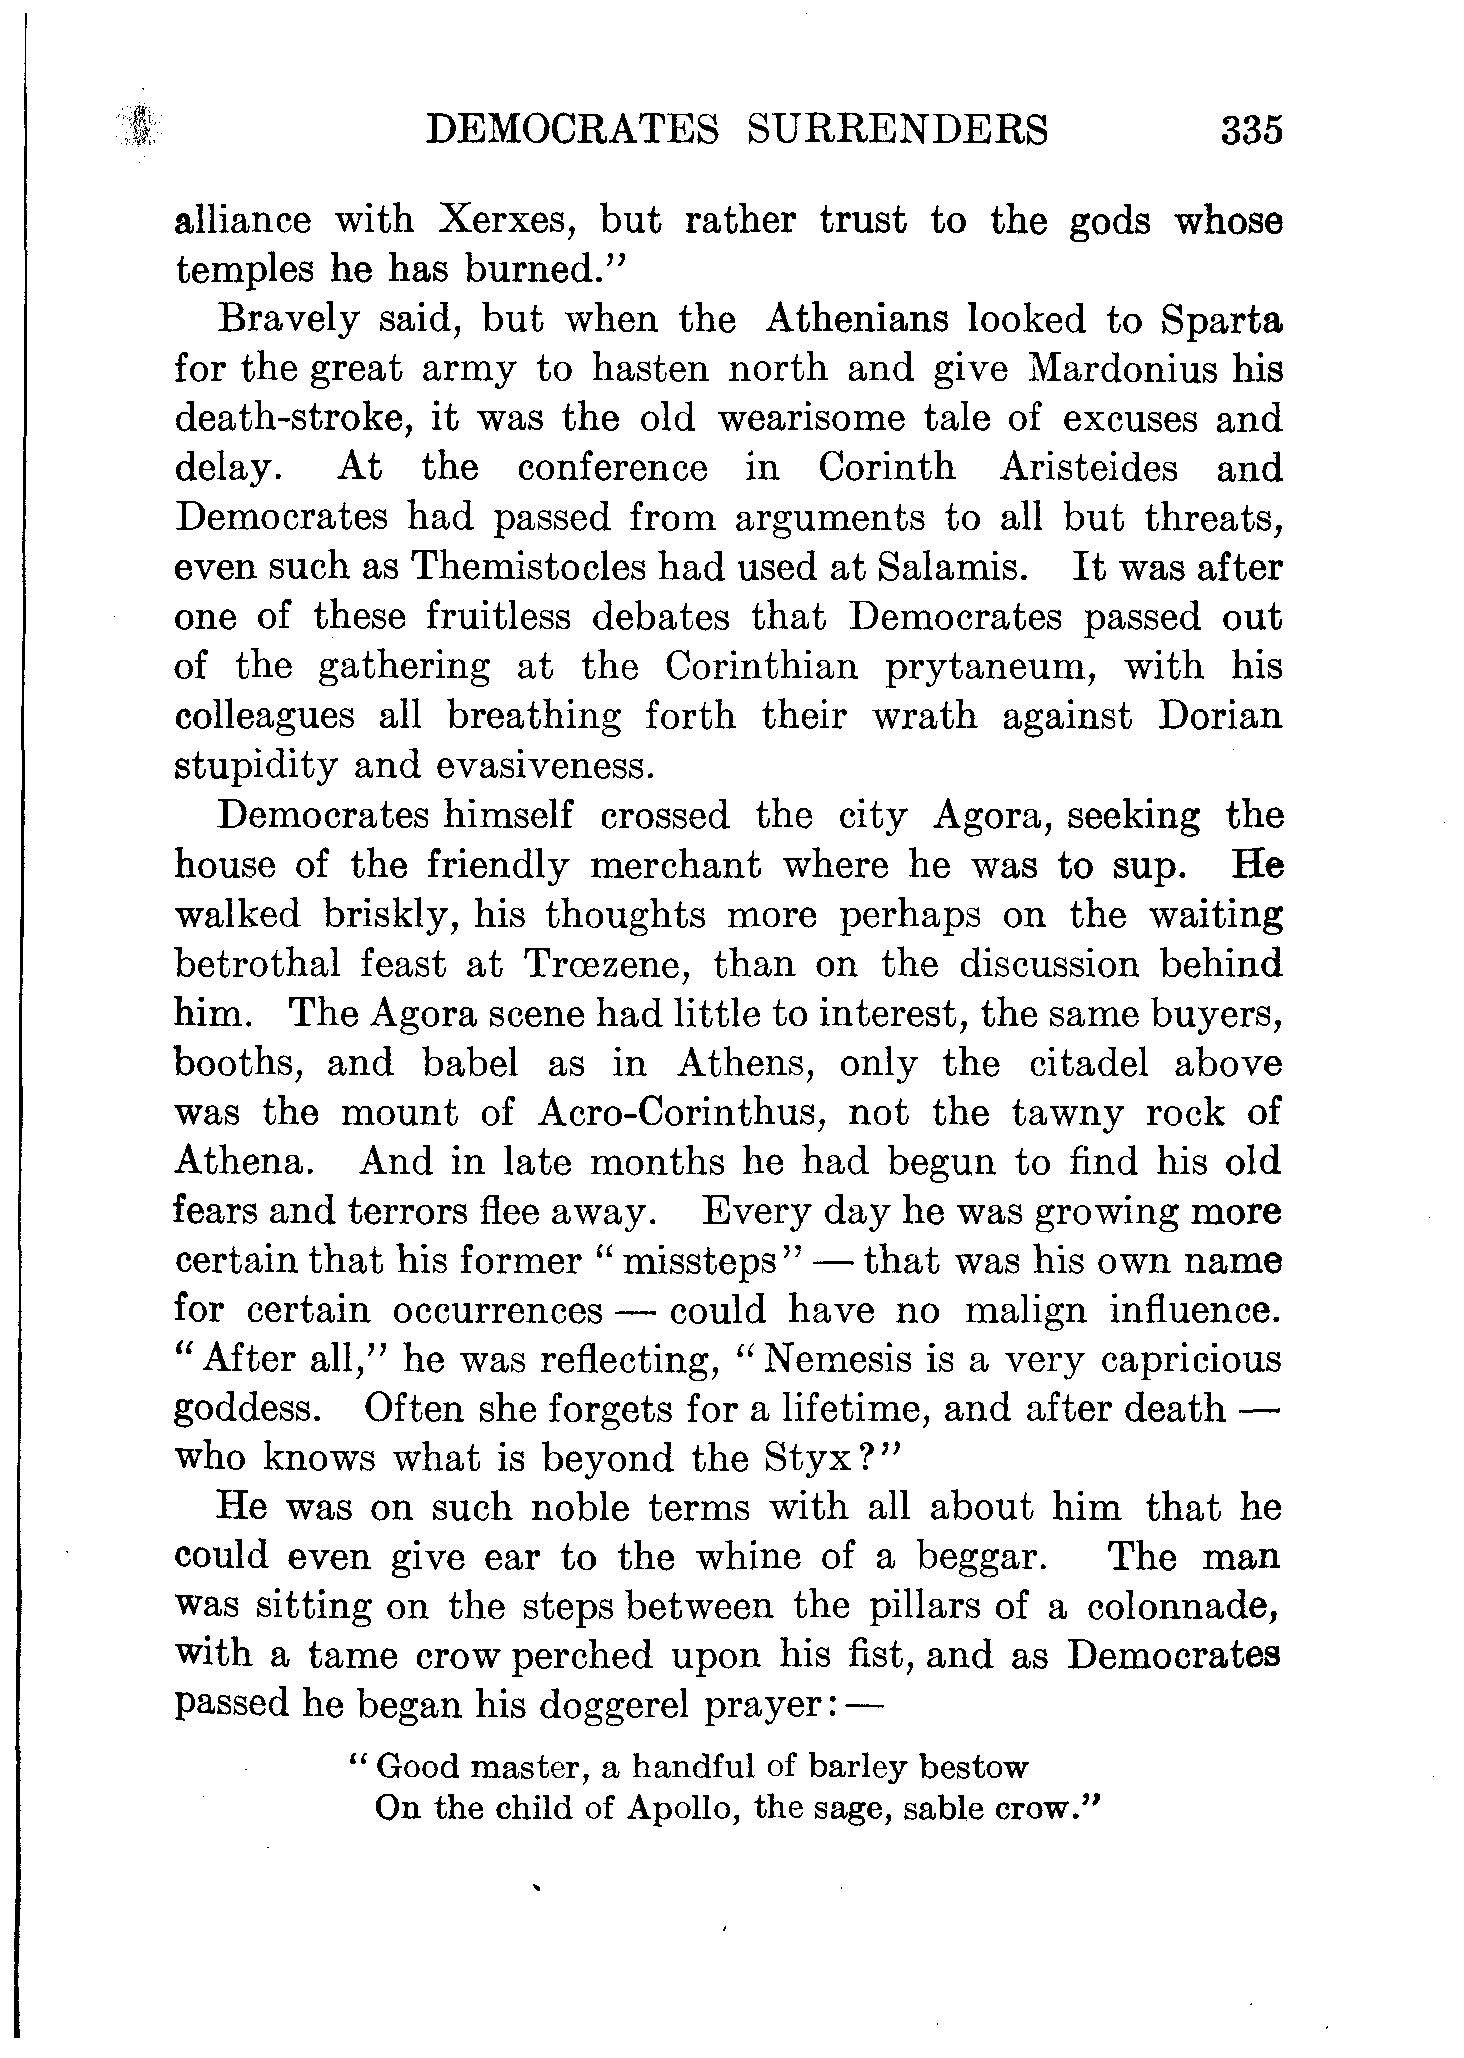 DEMOCRATES SURRENDERS 335
alliance with Xerxes, but rather trust to the gods whose
temples he has burned."
Bravely said, but when the Athenians looked to Sparta
for the great army to hasten north and give Mardonius his
death-stroke, it was the old wearisome tale of excuses and
delay. At the conference in Corinth Aristeides and
Democrates had passed from arguments to all but threats,
even such as Themistocles had used at Salamis. It was after
one of these fruitless debates that Democrates passed out
of the gathering at the Corinthian prytaneum, with his
colleagues all breathing forth their wrath against Dorian
stupidity and evasiveness.
Democrates himself crossed the city Agora, seeking the
house of the friendly merchant where he was to sup. He
walked briskly, his thoughts more perhaps on the waiting
betrothal feast at Trœzene, than on the discussion behind
him. The Agora scene had little to interest, the same buyers,
booths, and babel as in Athens, only the citadel above
was the mount of Acro-Corinthus, not the tawny rock of
Athena. And in late months he had begun to find his old
fears and terrors flee away. Every day he was growing more
certain that his former "missteps" — that was his own name
for certain occurrences — could have no malign influence.
"After all," he was reflecting, "Nemesis is a very capricious
goddess. Often she forgets for a lifetime, and after death —
who knows what is beyond the Styx?"
He was on such noble terms with all about him that he
could even give ear to the whine of a beggar. The man
was sitting on the steps between the pillars of a colonnade,
with a tame crow perched upon his fist, and as Democrates
passed he began his doggerel prayer: —
"Good master, a handful of barley bestow
On the child of Apollo, the sage, sable crow."